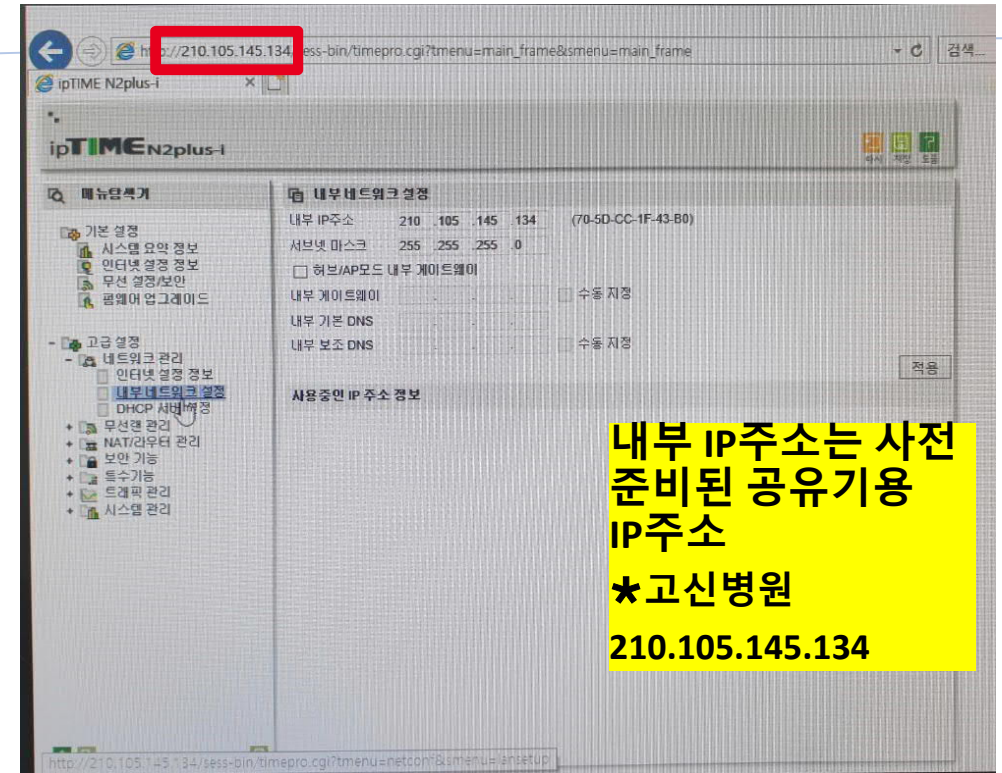 http://210.105.145.134/sess-bin/timepro.cgi?tmenu=main_frame&smenu=main_frame
검색...
ipTIME N2plus-i
ipTIME N2plus-i
저장 도움
메뉴탐색기
기본 설정
시스템 요약 정보
인터넷 설정 정보
무선 설정/보안
펌웨어 업그레이드
고급 설정
네트워크 관리
인터넷 설정 정보
내부 네트워크 설정
DHCP 서버 설정
무선랜 관리
NAT/라우터 관리
보안 기능
특수기능
트래픽 관리
시스템 관리
내부 네트워크 설정
내부 IP주소 210 .105 .145 .134 (70-5D-CC-1F-43-B0)
서브넷 마스크 255 .255 .255 .0
허브/AP모드 내부 게이트웨이
내부 게이트웨이 . . . 수동 지정
내부 기본 DNS . . .
내부 보조 DNS . . . 수동 지정
적용
사용중인 IP 주소 정보
내부 IP주소는 사전
준비된 공유기용
IP주소
*고신병원
210.105.145.134
http://210.105.145.134/sess-bin/timepro.cgi?tmenu=netconf&smenu=lansetup